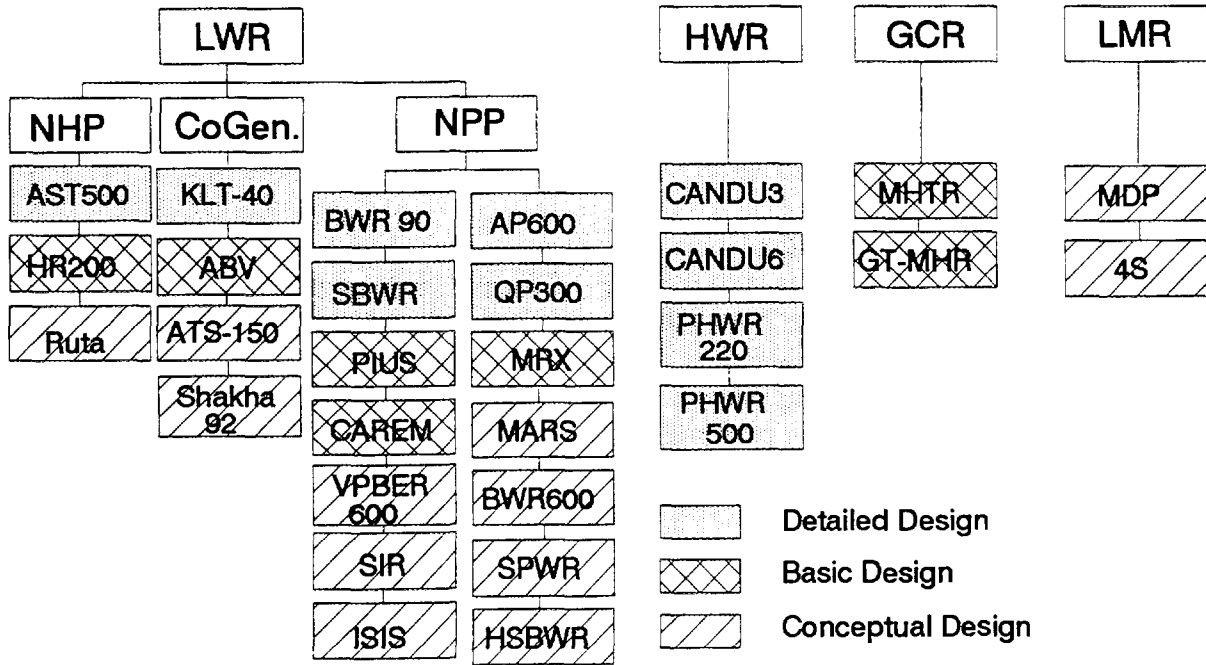 LWR
HWR
GCR
LMR
NHP
CoGen.
NPP
AST500
HR200
Ruta
KLT-40
ABV
ATS-150
Shakha
92
BWR 90
SBWR
PIUS
CAREM
VPBER
600
SIR
ISIS
AP600
QP300
MRX
MARS
BWR600
SPWR
HSBWR
CANDU3
CANDU6
PHWR
220
PHWR
500
MHTR
GT-MHR
MDP
4S
Detailed Design
Basic Design
Conceptual Design